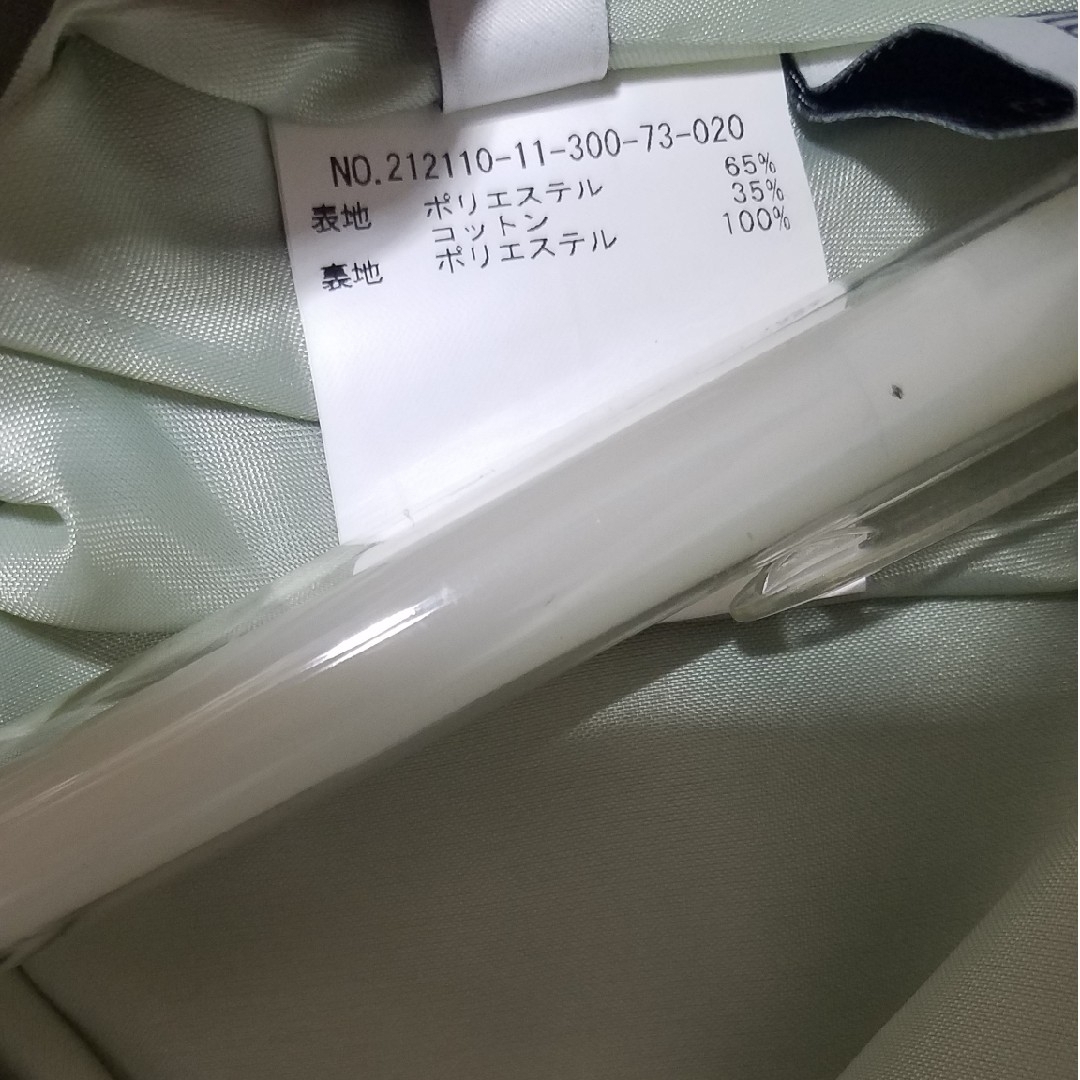 NO.212110-11-300-73-020
表地 ポリエステル 65%
コットン 35%
裏地 ポリエステル 100%